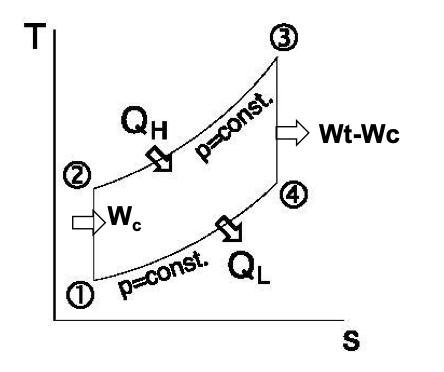 T
③
Q_H
p=const.
Wt-Wc
②
④
W_c
Q_L
①
p=const.
s